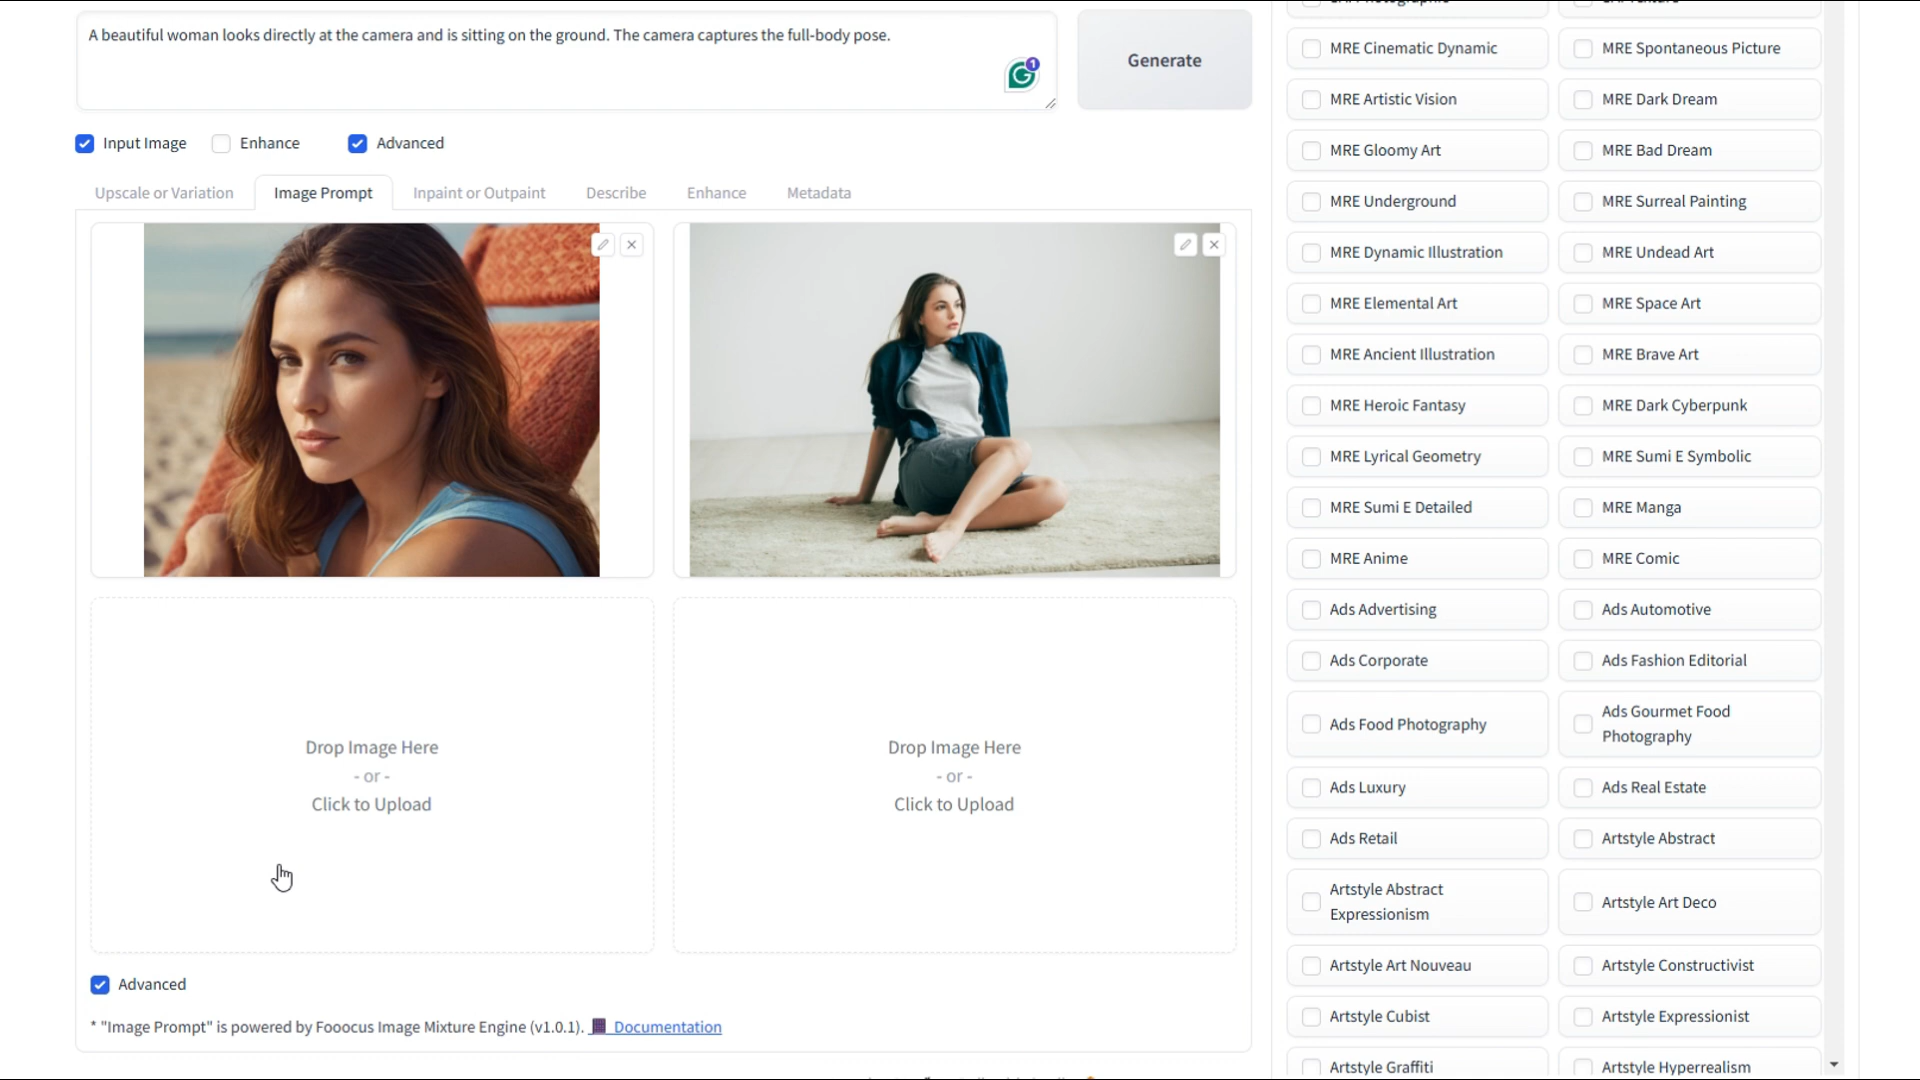 A beautiful woman looks directly at the camera and is sitting on the ground. The camera captures the full-body pose.
1
Generate
Input Image
Enhance
Advanced
Upscale or Variation
Image Prompt
Inpaint or Outpaint
Describe
Enhance
Metadata
Drop Image Here
- or -
Click to Upload
Drop Image Here
- or -
Click to Upload
Advanced
* "Image Prompt" is powered by Fooocus Image Mixture Engine (v1.0.1). Documentation
MRE Cinematic Dynamic
MRE Spontaneous Picture
MRE Artistic Vision
MRE Dark Dream
MRE Gloomy Art
MRE Bad Dream
MRE Underground
MRE Surreal Painting
MRE Dynamic Illustration
MRE Undead Art
MRE Elemental Art
MRE Space Art
MRE Ancient Illustration
MRE Brave Art
MRE Heroic Fantasy
MRE Dark Cyberpunk
MRE Lyrical Geometry
MRE Sumi E Symbolic
MRE Sumi E Detailed
MRE Manga
MRE Anime
MRE Comic
Ads Advertising
Ads Automotive
Ads Corporate
Ads Fashion Editorial
Ads Food Photography
Ads Gourmet Food
Photography
Ads Luxury
Ads Real Estate
Ads Retail
Artstyle Abstract
Artstyle Abstract
Expressionism
Artstyle Art Deco
Artstyle Art Nouveau
Artstyle Constructivist
Artstyle Cubist
Artstyle Expressionist
Artstyle Graffiti
Artstyle Hyperrealism